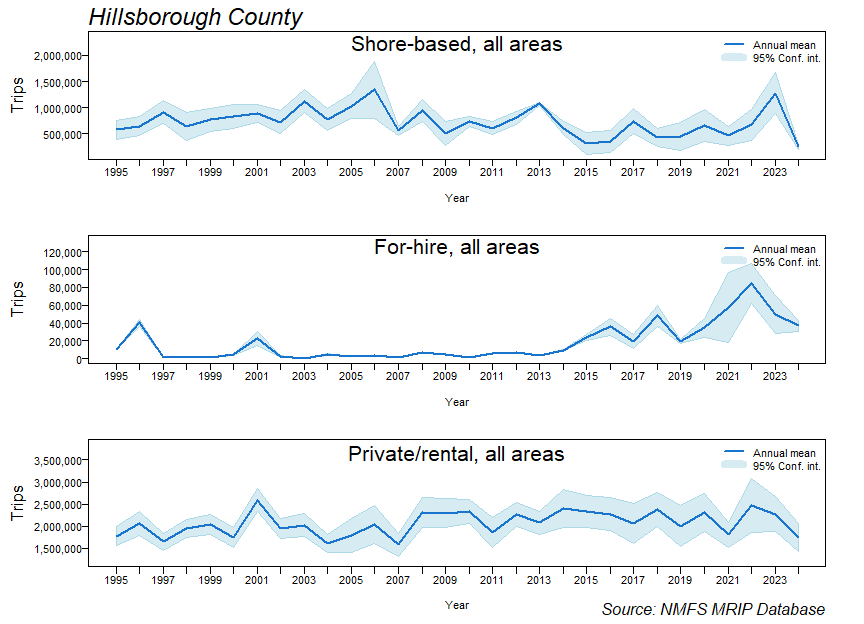 Hillsborough County
Shore-based, all areas
Annual mean
95% Conf. int.
Trips
2,000,000
1,500,000
1,000,000
500,000
1995 1997 1999 2001 2003 2005 2007 2009 2011 2013 2015 2017 2019 2021 2023
Year
For-hire, all areas
Annual mean
95% Conf. int.
Trips
120,000
100,000
80,000
60,000
40,000
20,000
0
1995 1997 1999 2001 2003 2005 2007 2009 2011 2013 2015 2017 2019 2021 2023
Year
Private/rental, all areas
Annual mean
95% Conf. int.
Trips
3,500,000
3,000,000
2,500,000
2,000,000
1,500,000
1995 1997 1999 2001 2003 2005 2007 2009 2011 2013 2015 2017 2019 2021 2023
Year
Source: NMFS MRIP Database